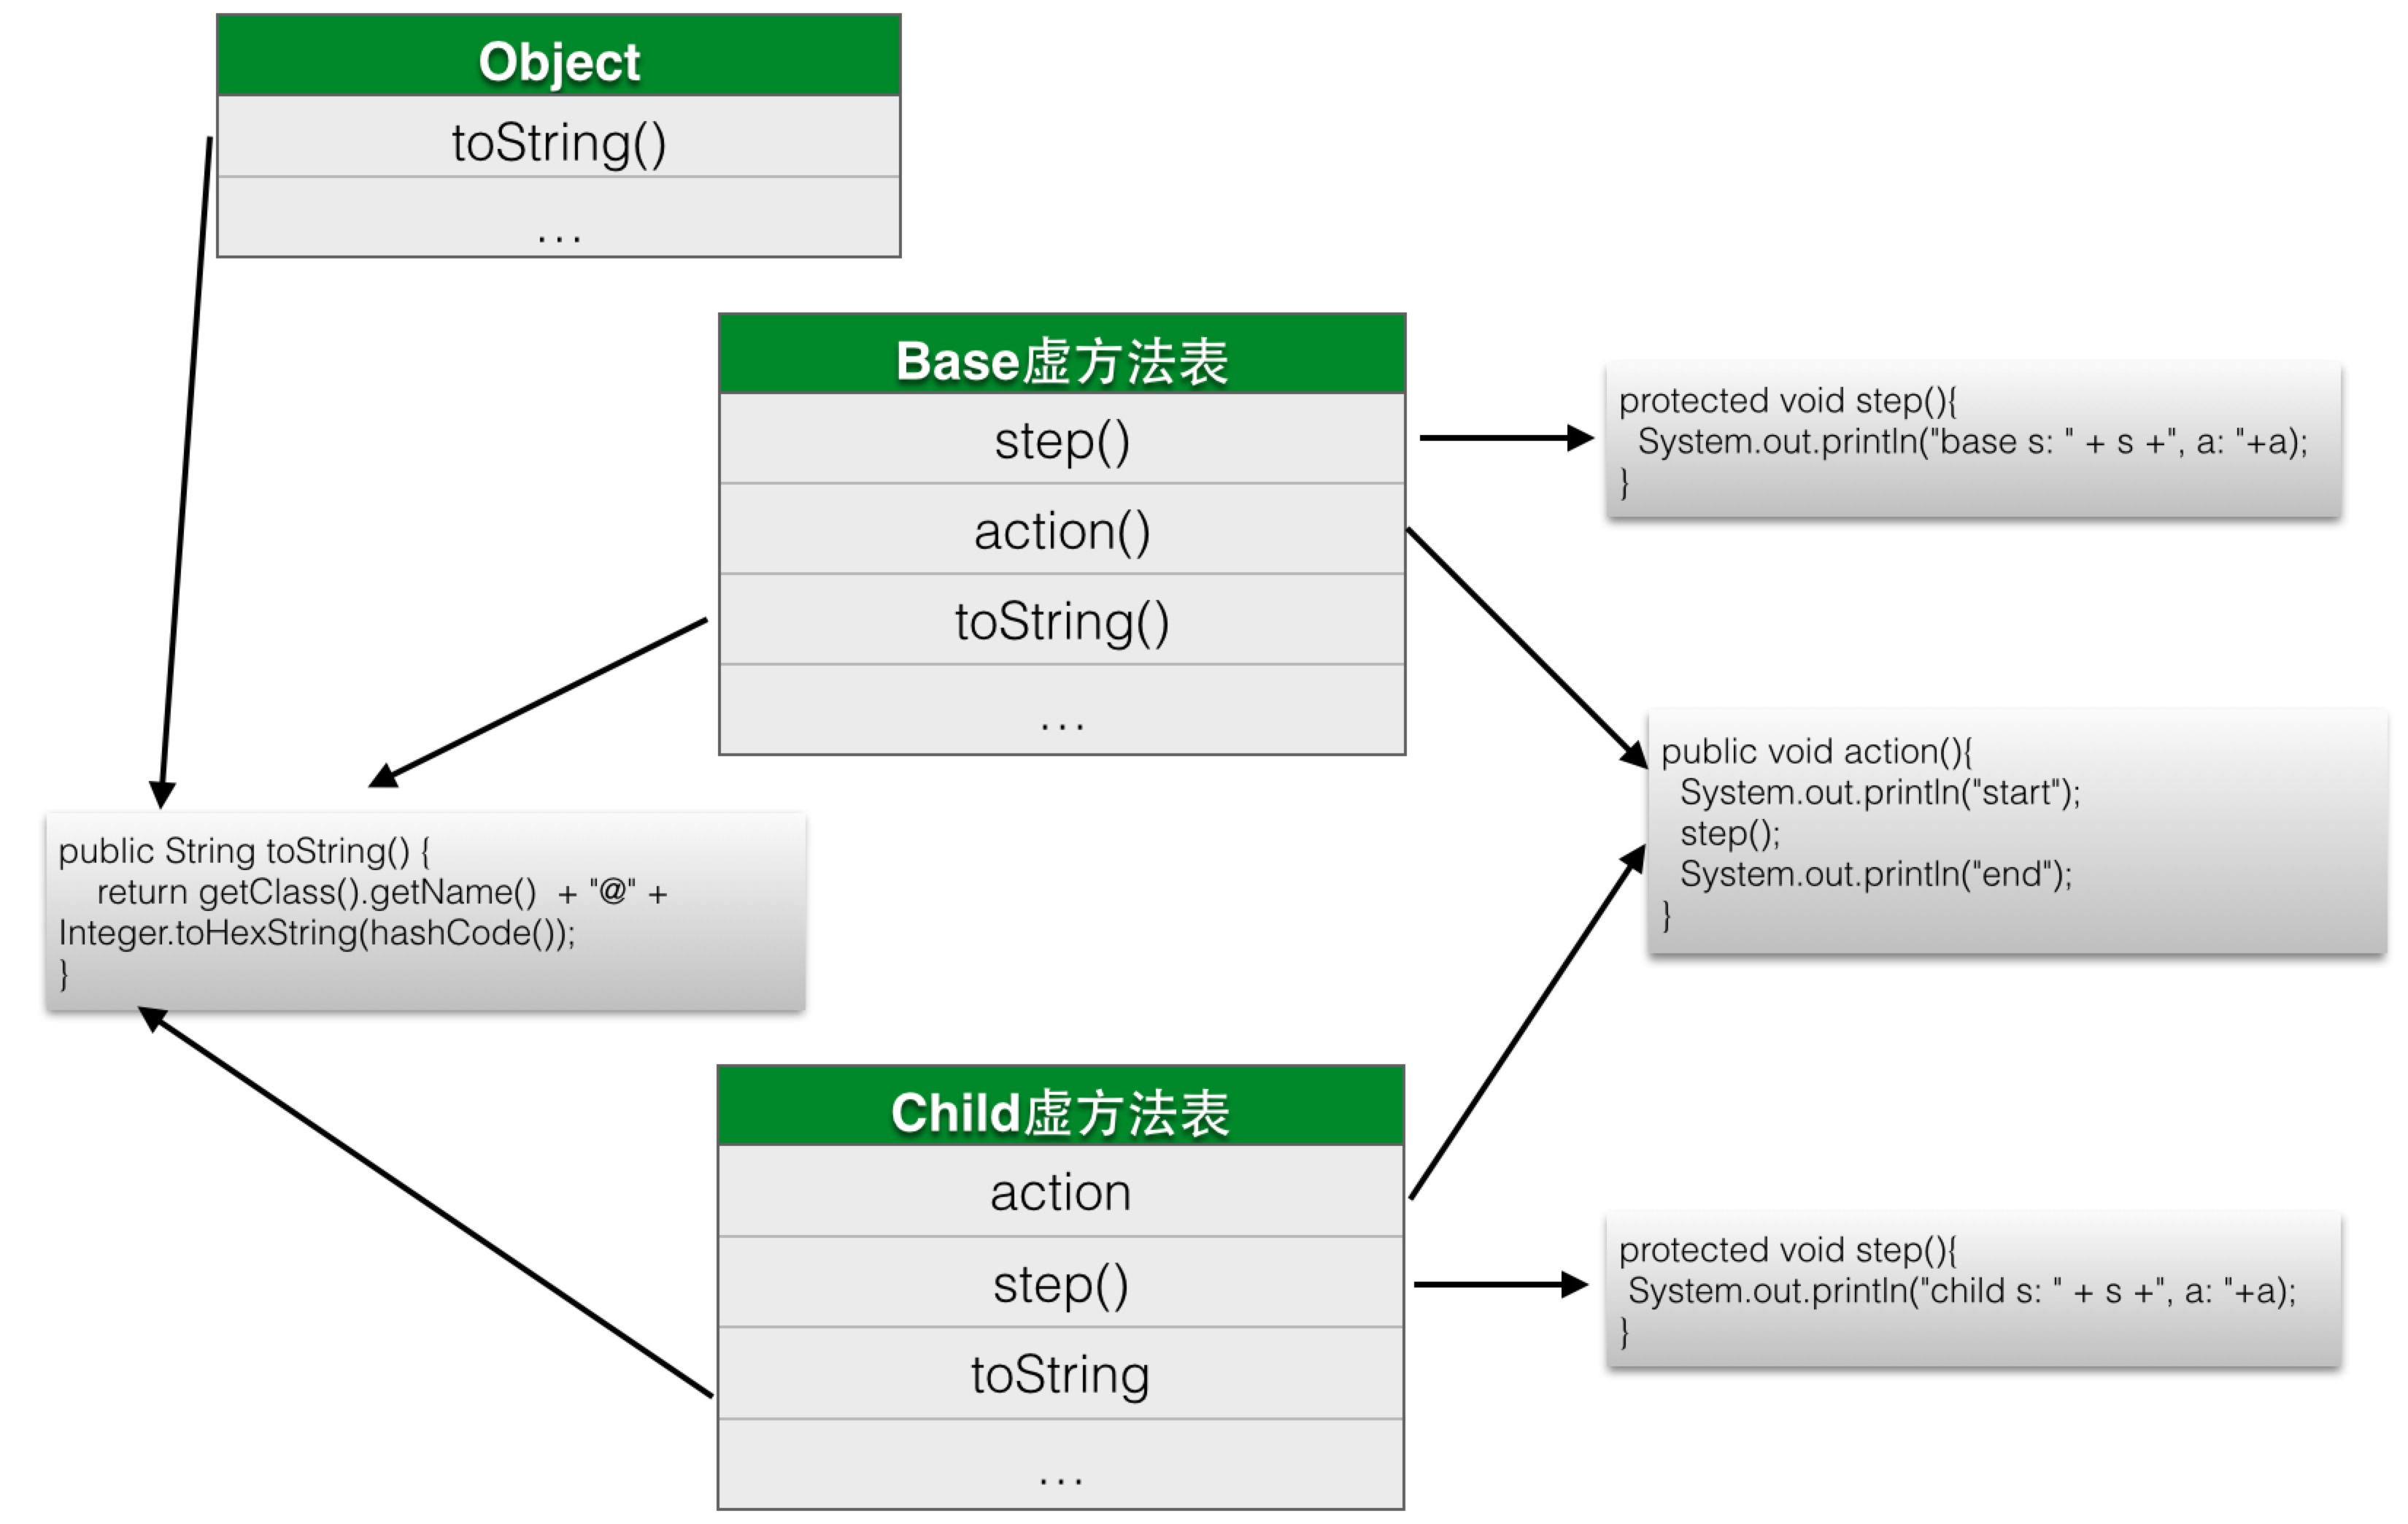 Object
toString()
...
Base虚方法表
step()
action()
toString()
...
protected void step(){
System.out.println("base s: " + s +", a: "+a);
}
public void action(){
System.out.println("start");
step();
System.out.println("end");
}
public String toString() {
return getClass().getName() + "@" +
Integer.toHexString(hashCode());
}
Child虚方法表
action
step()
toString
...
protected void step(){
System.out.println("child s: " + s +", a: "+a);
}